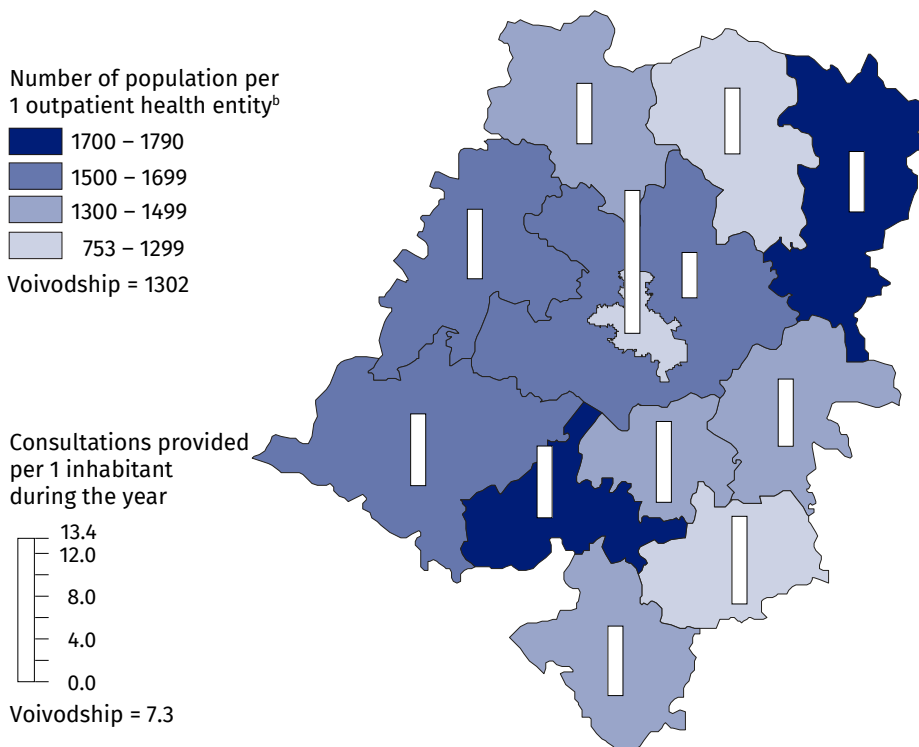 Number of population per
1 outpatient health entityᵇ
1700 – 1790
1500 – 1699
1300 – 1499
753 – 1299
Voivodship = 1302
Consultations provided
per 1 inhabitant
during the year
13.4
12.0
8.0
4.0
0.0
Voivodship = 7.3